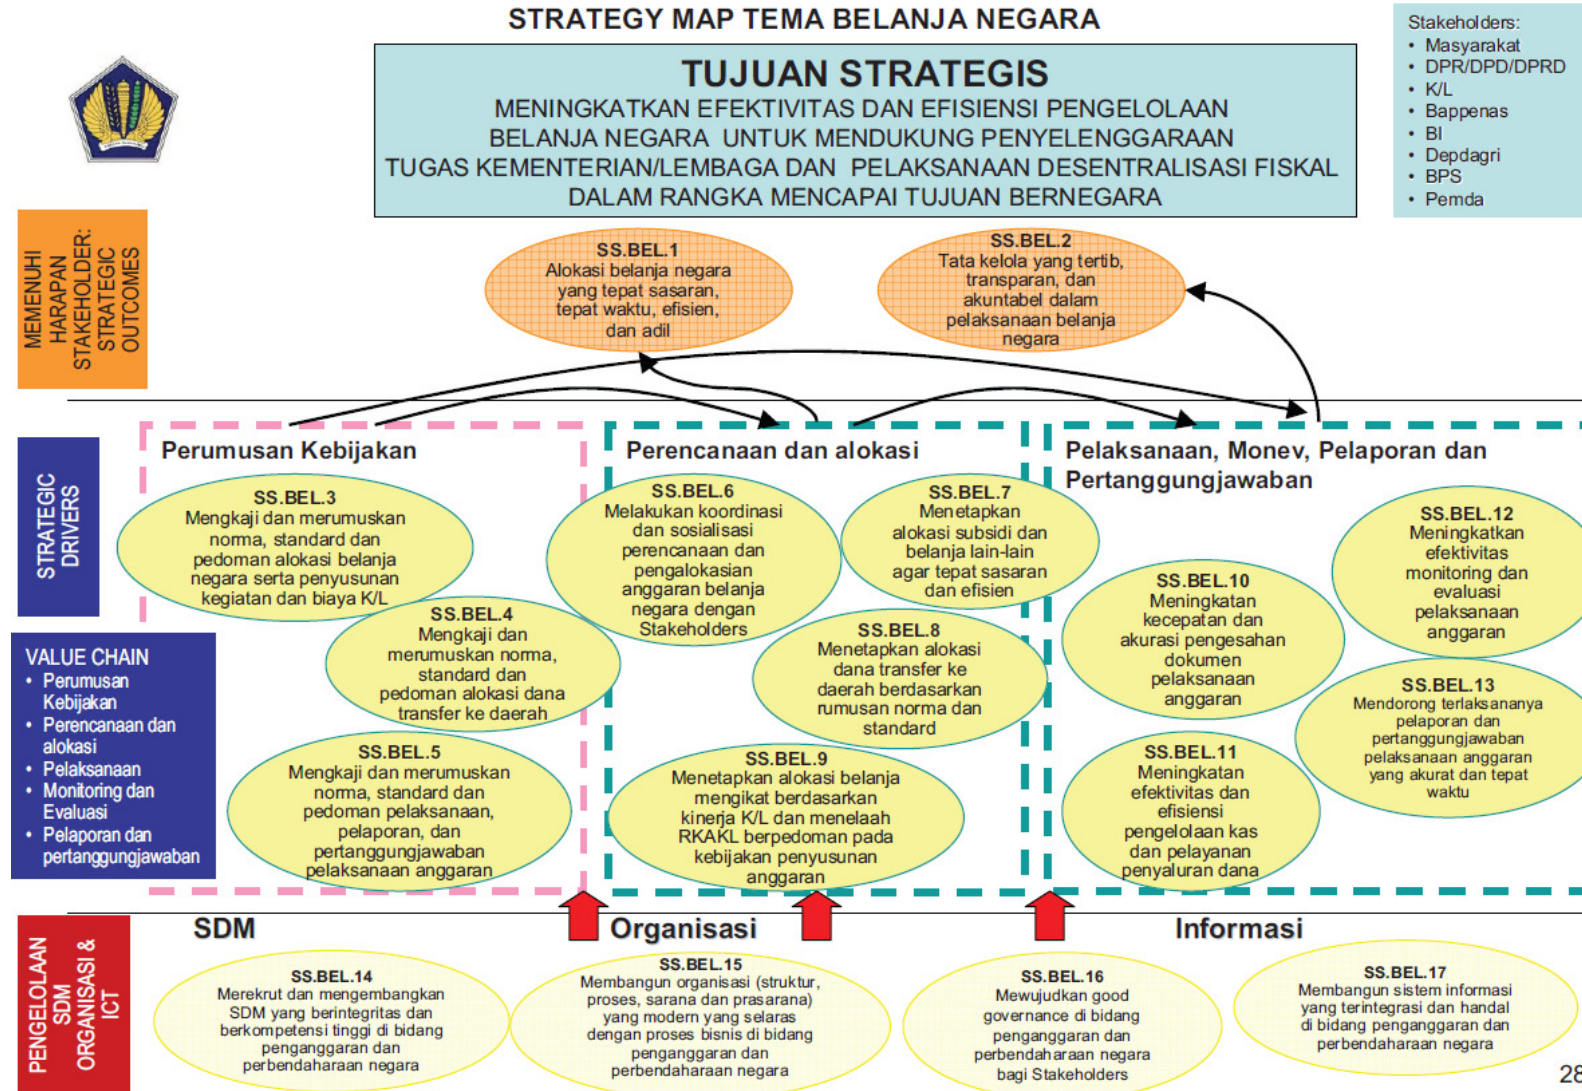 STRATEGY MAP TEMA BELANJA NEGARA
TUJUAN STRATEGIS
MENINGKATKAN EFEKTIVITAS DAN EFISIENSI PENGELOLAAN
BELANJA NEGARA UNTUK MENDUKUNG PENYELENGGARAAN
TUGAS KEMENTERIAN/LEMBAGA DAN PELAKSANAAN DESENTRALISASI FISKAL
DALAM RANGKA MENCAPAI TUJUAN BERNEGARA
Stakeholders:
• Masyarakat
• DPR/DPD/DPRD
• K/L
• Bappenas
• BI
• Depdagri
• BPS
• Pemda
MEMENUHI
HARAPAN
STAKEHOLDER:
STRATEGIC
OUTCOMES
SS.BEL.1
Alokasi belanja negara
yang tepat sasaran,
tepat waktu, efisien,
dan adil
SS.BEL.2
Tata kelola yang tertib,
transparan, dan
akuntabel dalam
pelaksanaan belanja
negara
STRATEGIC
DRIVERS
VALUE CHAIN
• Perumusan
Kebijakan
• Perencanaan dan
alokasi
• Pelaksanaan
• Monitoring dan
Evaluasi
• Pelaporan dan
pertanggungjawaban
Perumusan Kebijakan
SS.BEL.3
Mengkaji dan merumuskan
norma, standard dan
pedoman alokasi belanja
negara serta penyusunan
kegiatan dan biaya K/L
SS.BEL.4
Mengkaji dan
merumuskan norma,
standard dan
pedoman alokasi dana
transfer ke daerah
SS.BEL.5
Mengkaji dan merumuskan
norma, standard dan
pedoman pelaksanaan,
pelaporan, dan
pertanggungjawaban
pelaksanaan anggaran
Perencanaan dan alokasi
SS.BEL.6
Melakukan koordinasi
dan sosialisasi
perencanaan dan
pengalokasian
anggaran belanja
negara dengan
Stakeholders
SS.BEL.7
Menetapkan
alokasi subsidi dan
belanja lain-lain
agar tepat sasaran
dan efisien
SS.BEL.8
Menetapkan alokasi
dana transfer ke
daerah berdasarkan
rumusan norma dan
standard
SS.BEL.9
Menetapkan alokasi belanja
mengikat berdasarkan
kinerja K/L dan menelaah
RKAKL berpedoman pada
kebijakan penyusunan
anggaran
Pelaksanaan, Monev, Pelaporan dan
Pertanggungjawaban
SS.BEL.10
Meningkatan
kecepatan dan
akurasi pengesahan
dokumen
pelaksanaan
anggaran
SS.BEL.11
Meningkatan
efektivitas dan
efisiensi
pengelolaan kas
dan pelayanan
penyaluran dana
SS.BEL.12
Meningkatkan
efektivitas
monitoring dan
evaluasi
pelaksanaan
anggaran
SS.BEL.13
Mendorong terlaksananya
pelaporan dan
pertanggungjawaban
pelaksanaan anggaran
yang akurat dan tepat
waktu
PENGELOLAAN
SDM
ORGANISASI &
ICT
SDM
Organisasi
Informasi
SS.BEL.14
Merekrut dan mengembangkan
SDM yang berintegritas dan
berkompetensi tinggi di bidang
penganggaran dan
perbendaharaan negara
SS.BEL.15
Membangun organisasi (struktur,
proses, sarana dan prasarana)
yang modern yang selaras
dengan proses bisnis di bidang
penganggaran dan
perbendaharaan negara
SS.BEL.16
Mewujudkan good
governance di bidang
penganggaran dan
perbendaharaan negara
bagi Stakeholders
SS.BEL.17
Membangun sistem informasi
yang terintegrasi dan handal
di bidang penganggaran dan
perbendaharaan negara
28